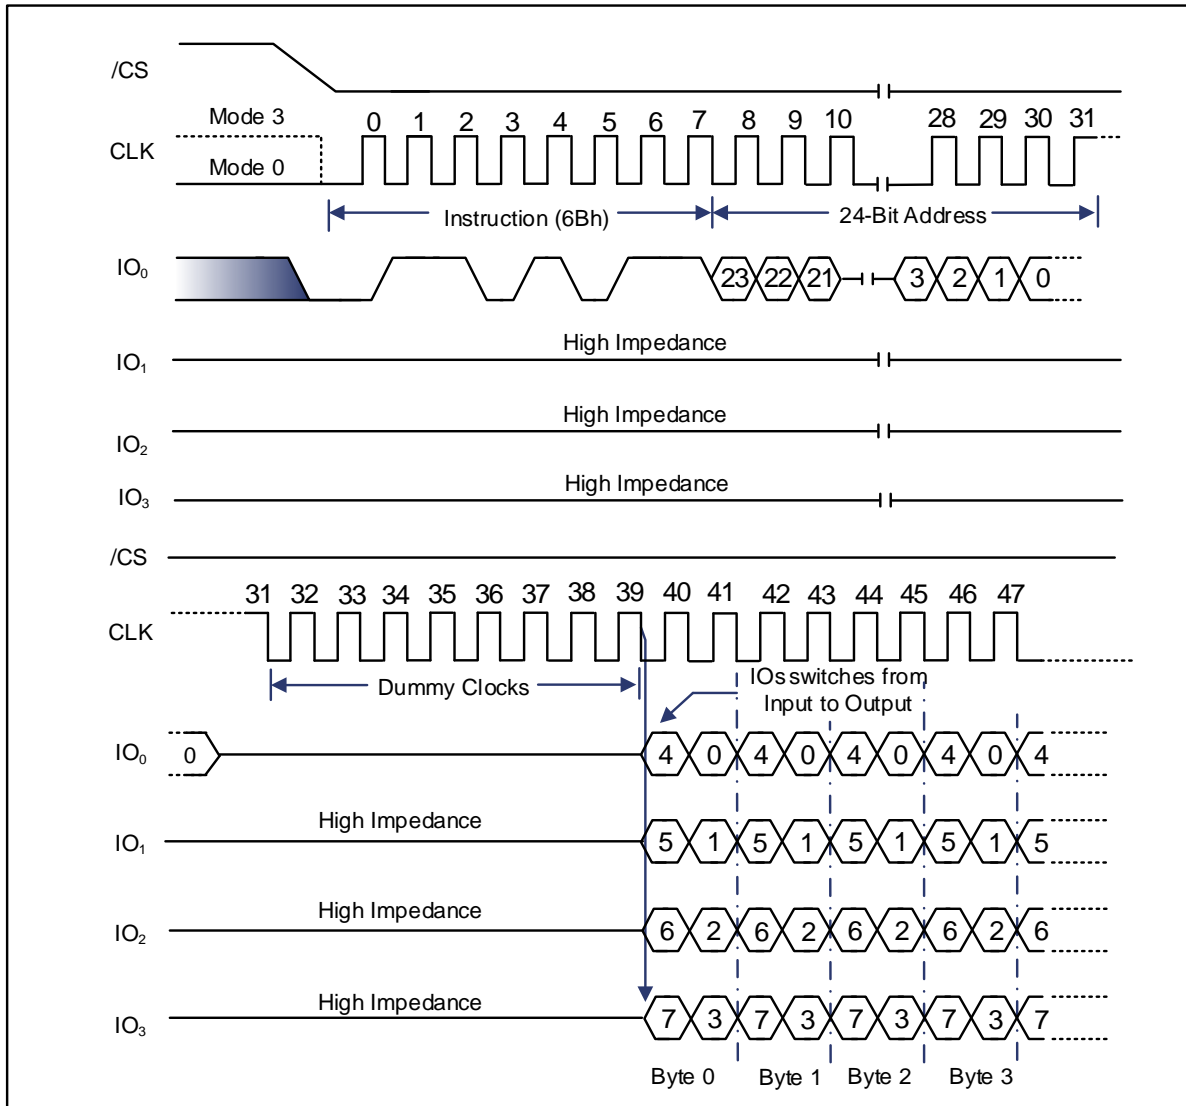 /CS
Mode 3
0 1 2 3 4 5 6 7 8 9 10 28 29 30 31
CLK
Mode 0
Instruction (6Bh)
24-Bit Address
IO0
23 22 21 3 2 1 0
High Impedance
IO1
High Impedance
IO2
High Impedance
IO3
/CS
31 32 33 34 35 36 37 38 39 40 41 42 43 44 45 46 47
CLK
Dummy Clocks
IOs switches from
Input to Output
IO0
0 4 0 4 0 4 0 4 0 4
High Impedance
IO1
5 1 5 1 5 1 5 1 5
High Impedance
IO2
6 2 6 2 6 2 6 2 6
High Impedance
IO3
7 3 7 3 7 3 7 3 7
Byte 0 Byte 1 Byte 2 Byte 3